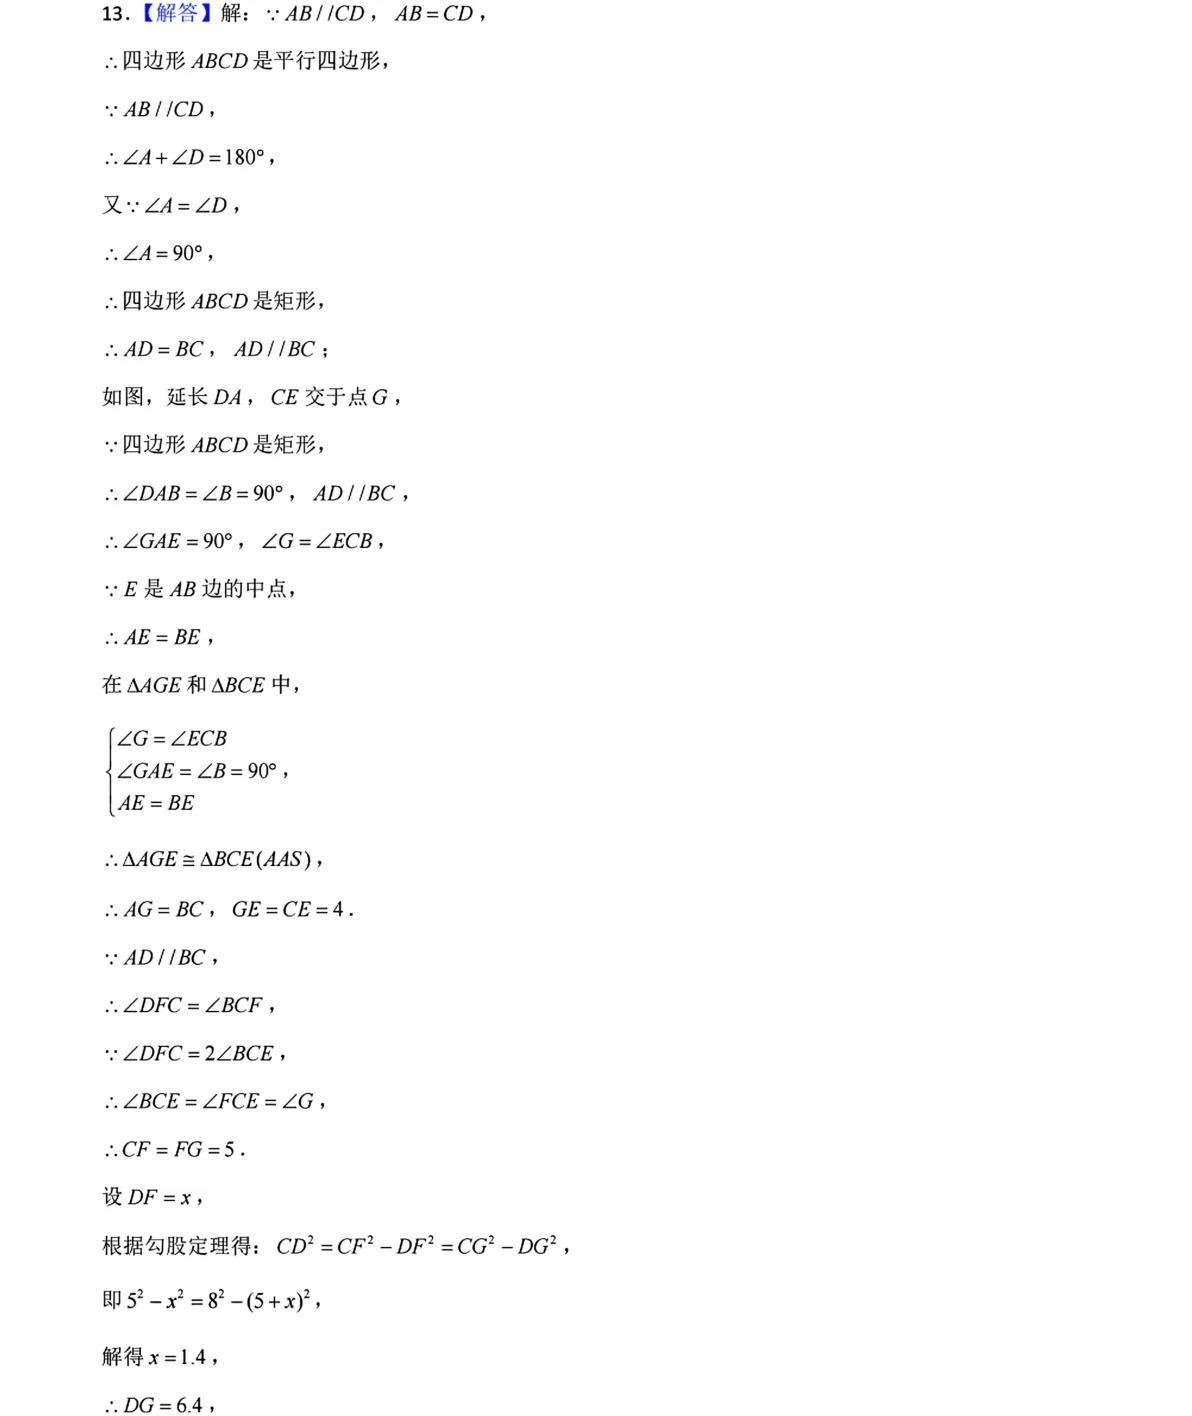 13.【解答】解：∵AB//CD，AB=CD，
∴四边形ABCD是平行四边形，
∵AB//CD，
∴∠A+∠D=180°，
又∵∠A=∠D，
∴∠A=90°，
∴四边形ABCD是矩形，
∴AD=BC，AD//BC；
如图，延长DA，CE交于点G，
∵四边形ABCD是矩形，
∴∠DAB=∠B=90°，AD//BC，
∴∠GAE=90°，∠G=∠ECB，
∵E是AB边的中点，
∴AE=BE，
在ΔAGE和ΔBCE中，
∠G=∠ECB
∠GAE=∠B=90°，
AE=BE
∴ΔAGE≅ΔBCE(AAS)，
∴AG=BC，GE=CE=4．
∵AD//BC，
∴∠DFC=∠BCF，
∵∠DFC=2∠BCE，
∴∠BCE=∠FCE=∠G，
∴CF=FG=5．
设DF=x，
根据勾股定理得：CD²=CF²−DF²=CG²−DG²，
即5²−x²=8²−(5+x)²，
解得x=1.4，
∴DG=6.4，